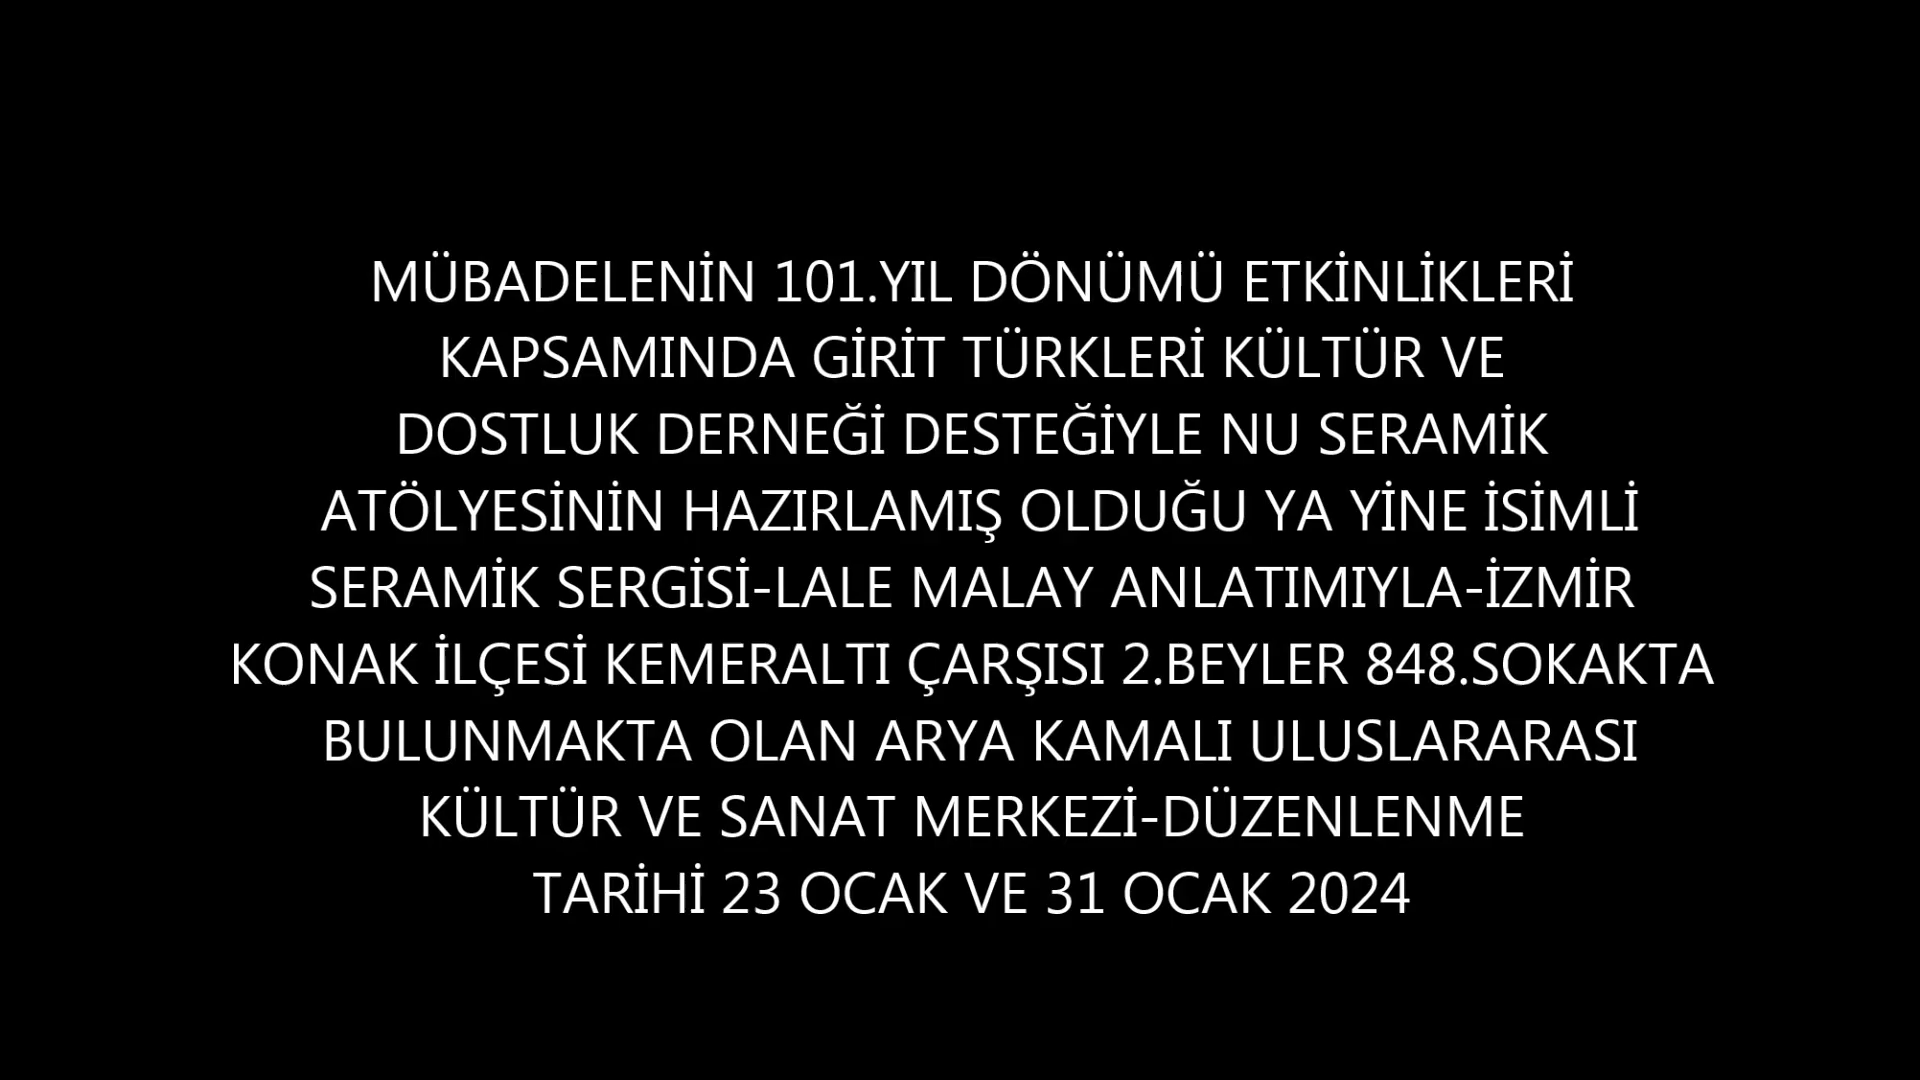 MÜBADELENİN 101.YIL DÖNÜMÜ ETKİNLİKLERİ
KAPSAMINDA GİRİT TÜRKLERİ KÜLTÜR VE
DOSTLUK DERNEĞİ DESTEĞİYLE NU SERAMİK
ATÖLYESİNİN HAZIRLAMIŞ OLDUĞU YA YİNE İSİMLİ
SERAMİK SERGİSİ-LALE MALAY ANLATIMIYLA-İZMİR
KONAK İLÇESİ KEMERALTI ÇARŞISI 2.BEYLER 848.SOKAKTA
BULUNMAKTA OLAN ARYA KAMALI ULUSLARARASI
KÜLTÜR VE SANAT MERKEZİ-DÜZENLENME
TARİHİ 23 OCAK VE 31 OCAK 2024